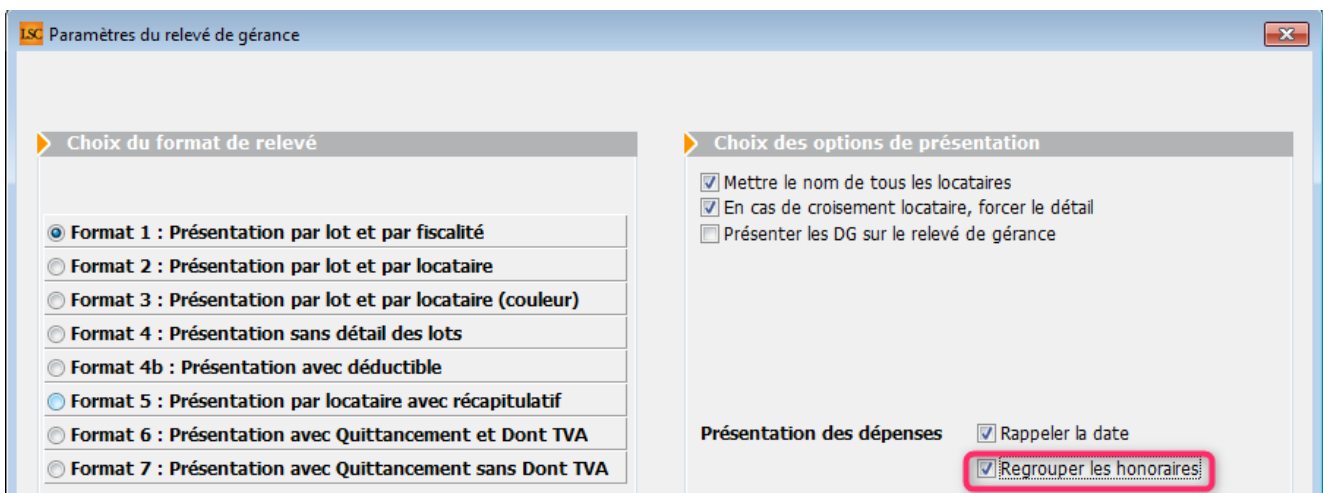 LSC Paramètres du relevé de gérance
Choix du format de relevé
Format 1 : Présentation par lot et par fiscalité
Format 2 : Présentation par lot et par locataire
Format 3 : Présentation par lot et par locataire (couleur)
Format 4 : Présentation sans détail des lots
Format 4b : Présentation avec déductible
Format 5 : Présentation par locataire avec récapitulatif
Format 6 : Présentation avec Quittancement et Dont TVA
Format 7 : Présentation avec Quittancement sans Dont TVA
Choix des options de présentation
Mettre le nom de tous les locataires
En cas de croisement locataire, forcer le détail
Présenter les DG sur le relevé de gérance
Présentation des dépenses Rappeler la date
Regrouper les honoraires